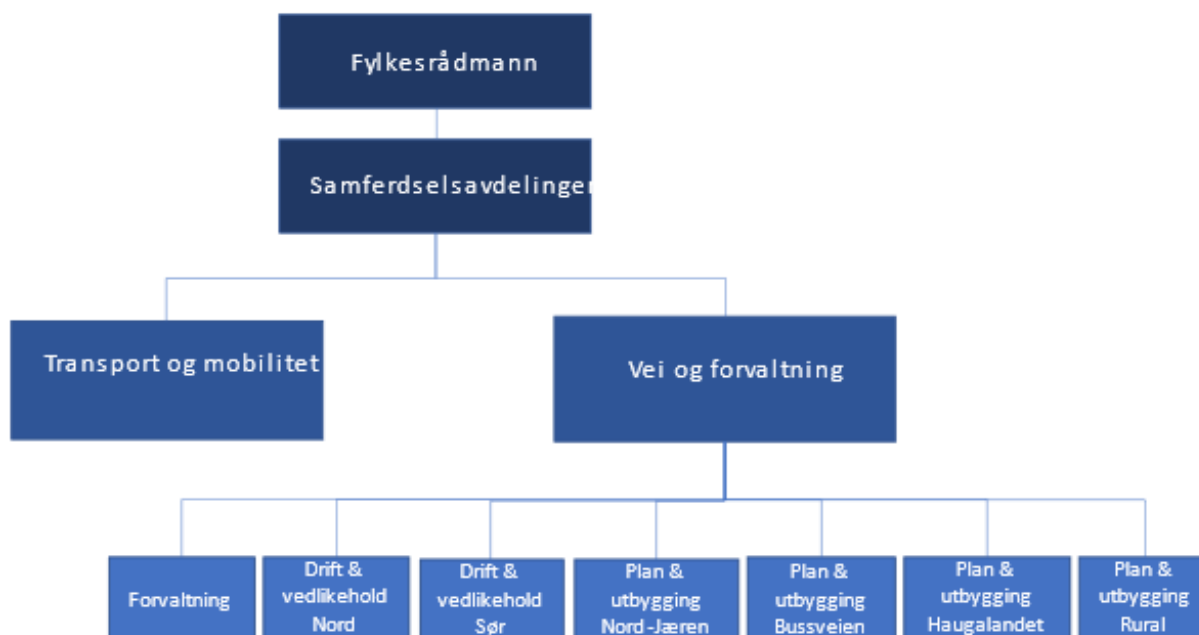 Fylkesrådmann
Samferdselsavdelingen
Transport og mobilitet
Vei og forvaltning
Forvaltning
Drift &
vedlikehold
Nord
Drift &
vedlikehold
Sør
Plan &
utbygging
Nord-Jæren
Plan &
utbygging
Bussveien
Plan &
utbygging
Haugalandet
Plan &
utbygging
Rural